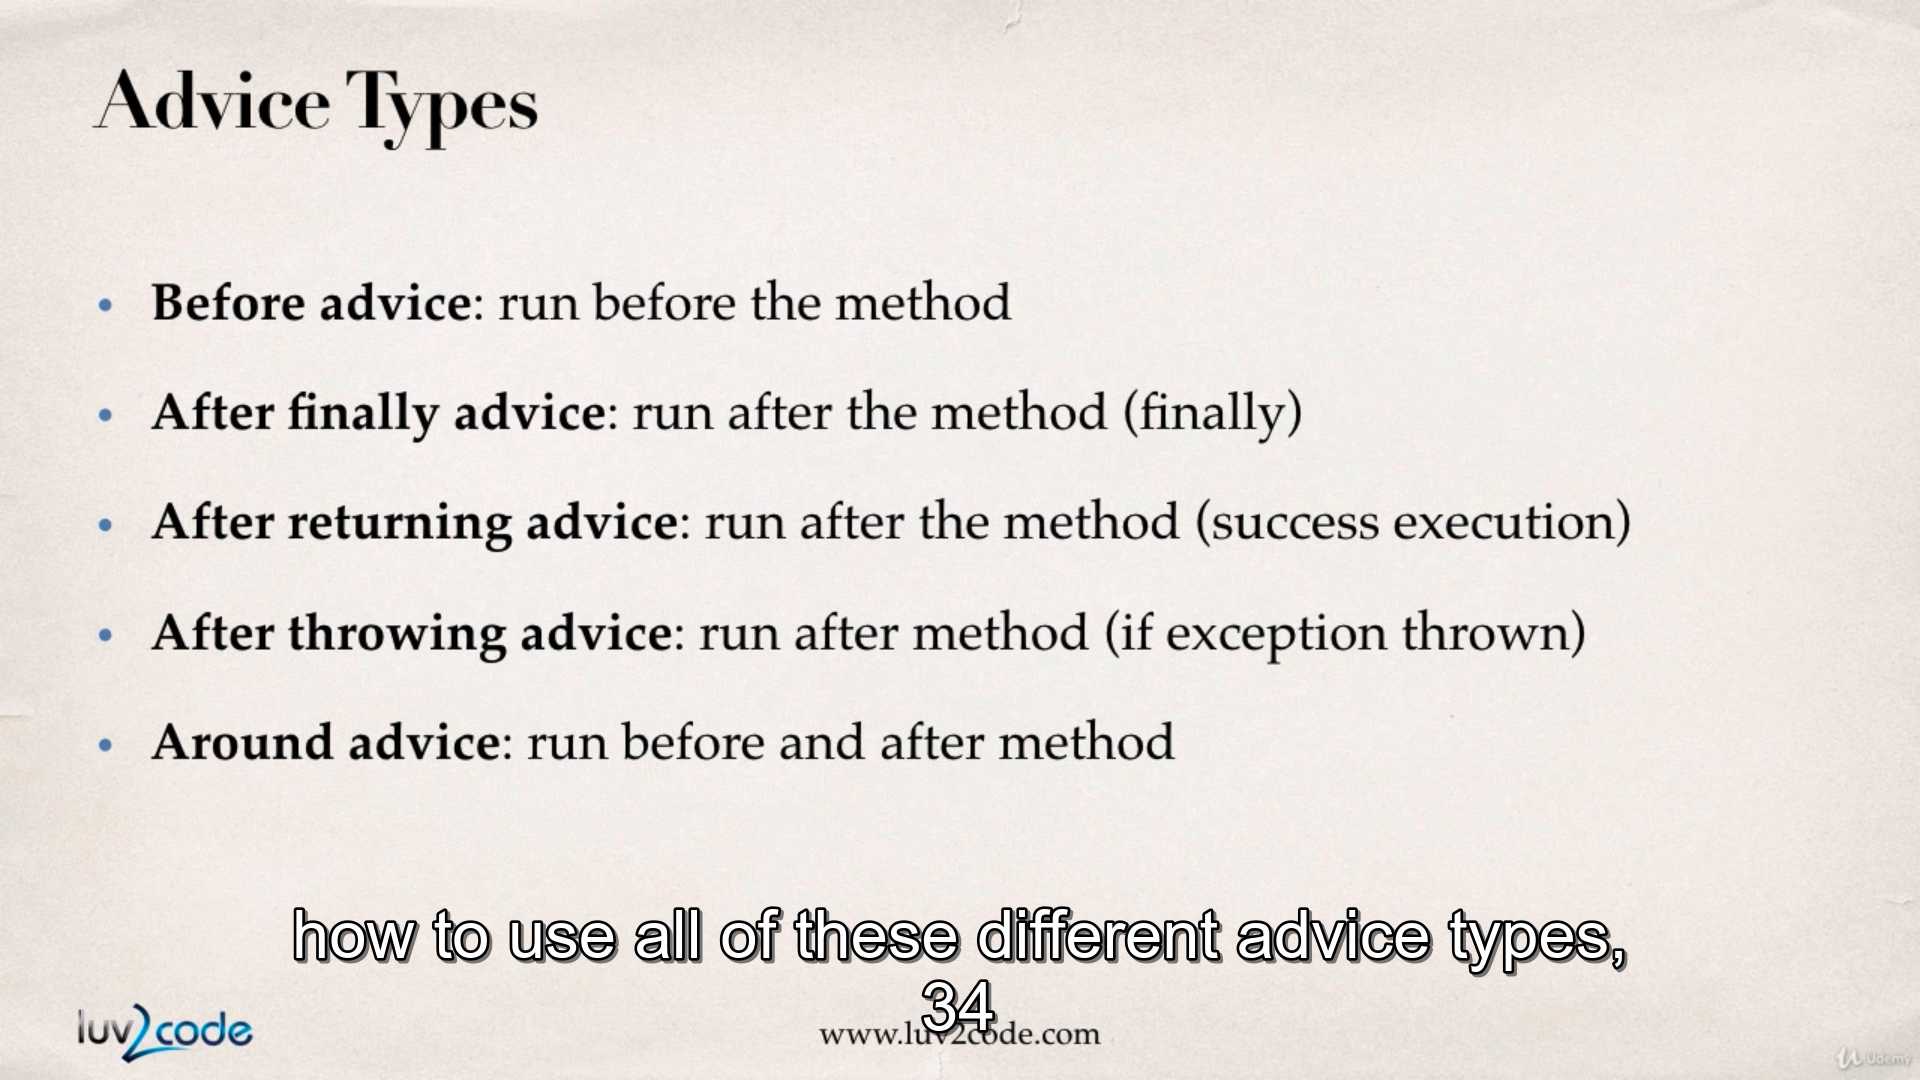 Advice Types
• Before advice: run before the method
• After finally advice: run after the method (finally)
• After returning advice: run after the method (success execution)
• After throwing advice: run after method (if exception thrown)
• Around advice: run before and after method
how to use all of these different advice types,
34
luv2code
www.luv2code.com
Udemy